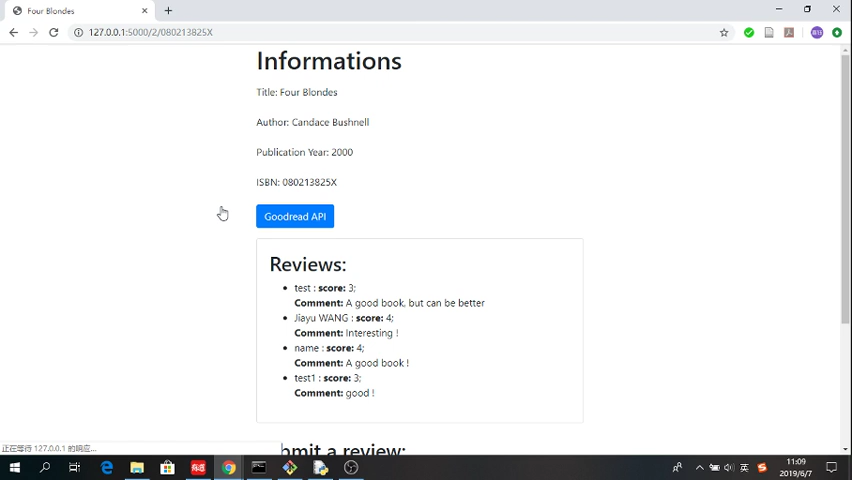 Four Blondes
127.0.0.1:5000/2/080213825X
Informations
Title: Four Blondes
Author: Candace Bushnell
Publication Year: 2000
ISBN: 080213825X
Goodread API
Reviews:
test : score: 3;
Comment: A good book, but can be better
Jiayu WANG : score: 4;
Comment: Interesting !
name : score: 4;
Comment: A good book !
test1 : score: 3;
Comment: good !
正在等待 127.0.0.1 的响应...
bmit a review:
英
11:09
2019/6/7